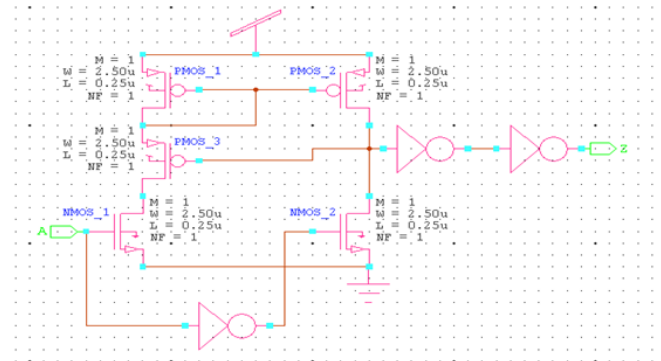 M = 1
W = 2.50u
L = 0.25u
NF = 1
PMOS_1
PMOS_2
M = 1
W = 2.50u
L = 0.25u
NF = 1
M = 1
W = 2.50u
L = 0.25u
NF = 1
PMOS_3
Z
NMOS_1
M = 1
W = 2.50u
L = 0.25u
NF = 1
NMOS_2
M = 1
W = 2.50u
L = 0.25u
NF = 1
A